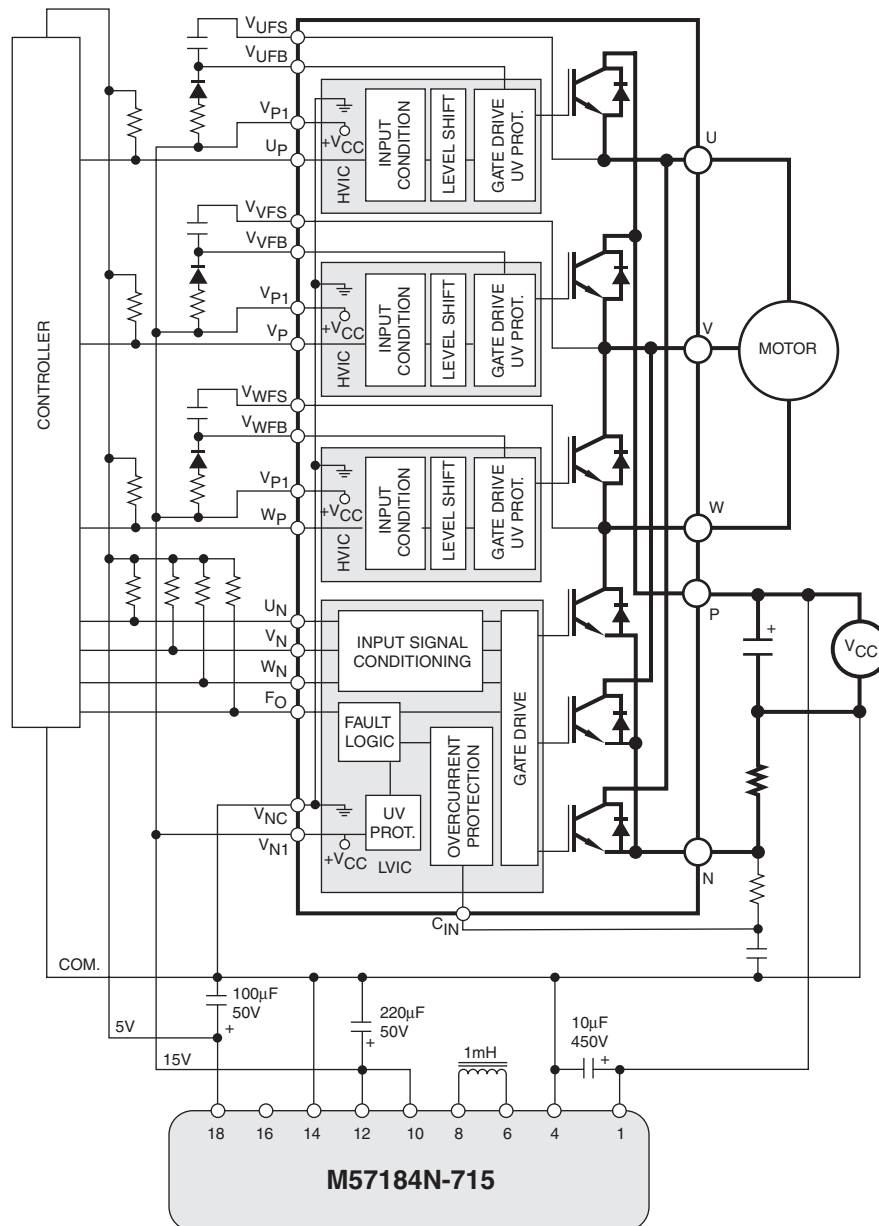 VUFS
VUFB
VP1
UP
+VCC
HVIC
INPUT CONDITION
LEVEL SHIFT
GATE DRIVE
UV PROT.
U
VVFS
VVFB
VP1
VP
+VCC
HVIC
INPUT CONDITION
LEVEL SHIFT
GATE DRIVE
UV PROT.
V
MOTOR
CONTROLLER
VWFS
VWFB
VP1
WP
+VCC
HVIC
INPUT CONDITION
LEVEL SHIFT
GATE DRIVE
UV PROT.
W
P
+
VCC
UN
VN
WN
FO
INPUT SIGNAL
CONDITIONING
FAULT
LOGIC
OVERCURRENT
PROTECTION
GATE DRIVE
VNC
VN1
+VCC
UV
PROT.
LVIC
N
CIN
COM.
100µF
50V
+
5V
15V
220µF
50V
+
1mH
10µF
450V
+
18
16
14
12
10
8
6
4
1
M57184N-715